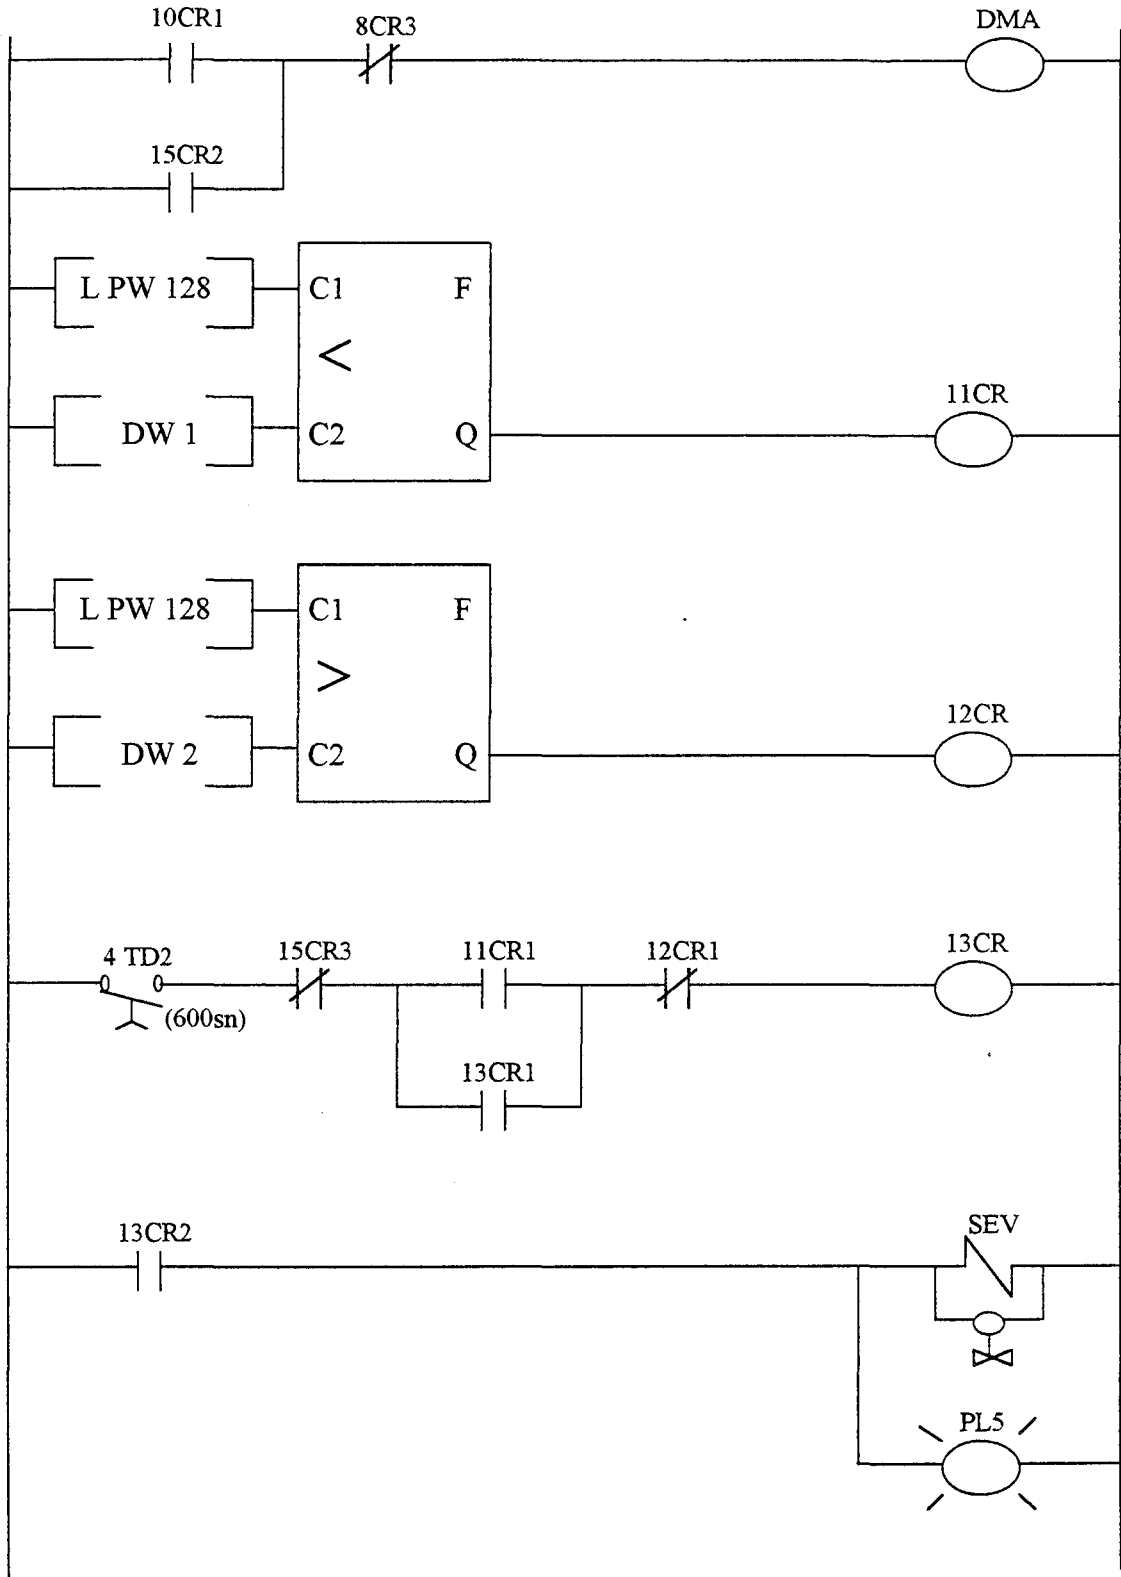 10CR1
8CR3
DMA
15CR2
L PW 128
C1
F
<
11CR
DW 1
C2
Q
L PW 128
C1
F
>
12CR
DW 2
C2
Q
4 TD2
15CR3
11CR1
12CR1
13CR
(600sn)
13CR1
13CR2
SEV
PL5